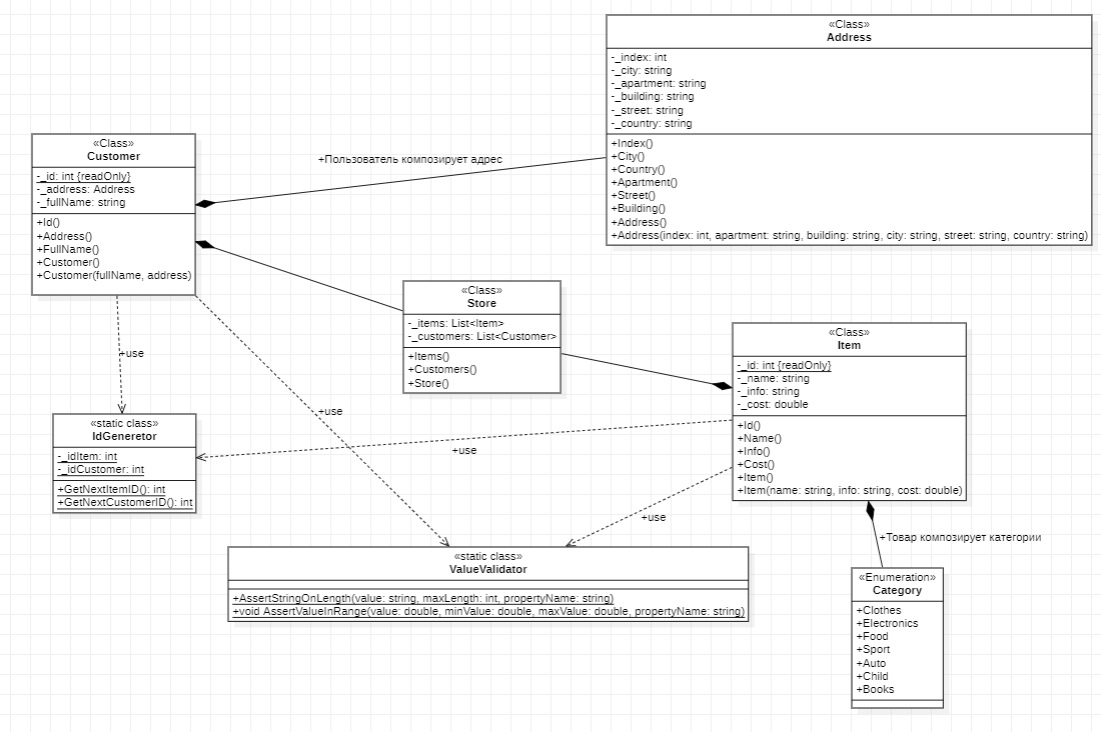 «Class»
Address
-_index: int
-_city: string
-_apartment: string
-_building: string
-_street: string
-_country: string
+Index()
+City()
+Country()
+Apartment()
+Street()
+Building()
+Address()
+Address(index: int, apartment: string, building: string, city: string, street: string, country: string)
«Class»
Customer
-_id: int {readOnly}
-_address: Address
-_fullName: string
+Id()
+Address()
+FullName()
+Customer()
+Customer(fullName, address)
+Пользователь композирует адрес
«Class»
Store
-_items: List<Item>
-_customers: List<Customer>
+Items()
+Customers()
+Store()
«Class»
Item
-_id: int {readOnly}
-_name: string
-_info: string
-_cost: double
+Id()
+Name()
+Info()
+Cost()
+Item()
+Item(name: string, info: string, cost: double)
+use
+use
+use
+use
«static class»
IdGeneretor
-_idItem: int
-_idCustomer: int
+GetNextItemID(): int
+GetNextCustomerID(): int
«static class»
ValueValidator
+AssertStringOnLength(value: string, maxLength: int, propertyName: string)
+void AssertValueInRange(value: double, minValue: double, maxValue: double, propertyName: string)
+Товар композирует категории
«Enumeration»
Category
+Clothes
+Electronics
+Food
+Sport
+Auto
+Child
+Books